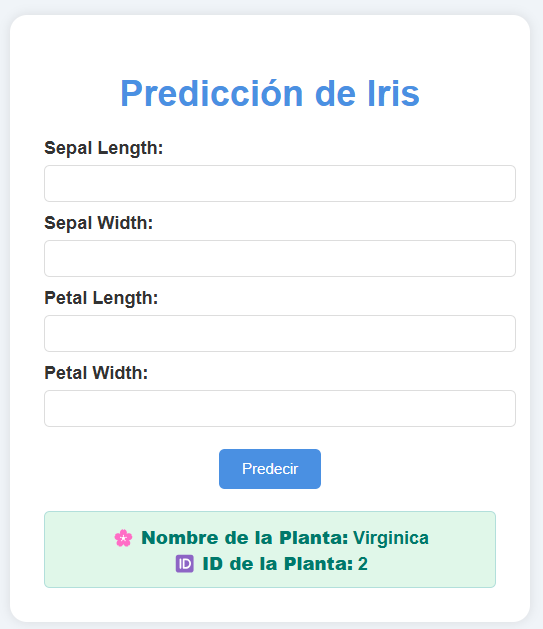 Predicción de Iris
Sepal Length:
Sepal Width:
Petal Length:
Petal Width:
Predecir
🌸 Nombre de la Planta: Virginica
🆔 ID de la Planta: 2